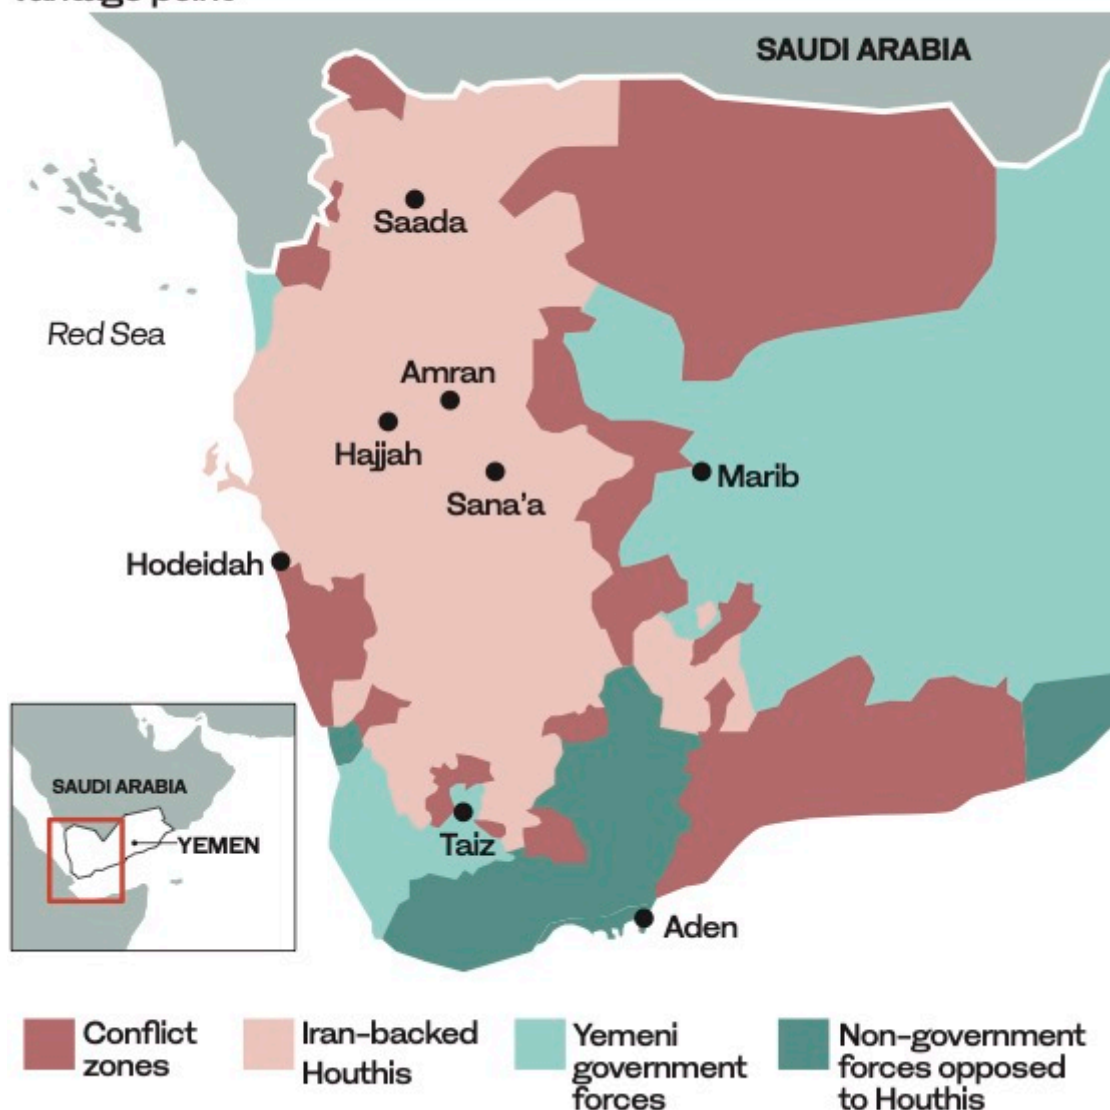 SAUDI ARABIA
Saada
Red Sea
Amran
Hajjah
Marib
Sana’a
Hodeidah
SAUDI ARABIA
YEMEN
Taiz
Aden
Conflict
zones
Iran-backed
Houthis
Yemeni
government
forces
Non-government
forces opposed
to Houthis